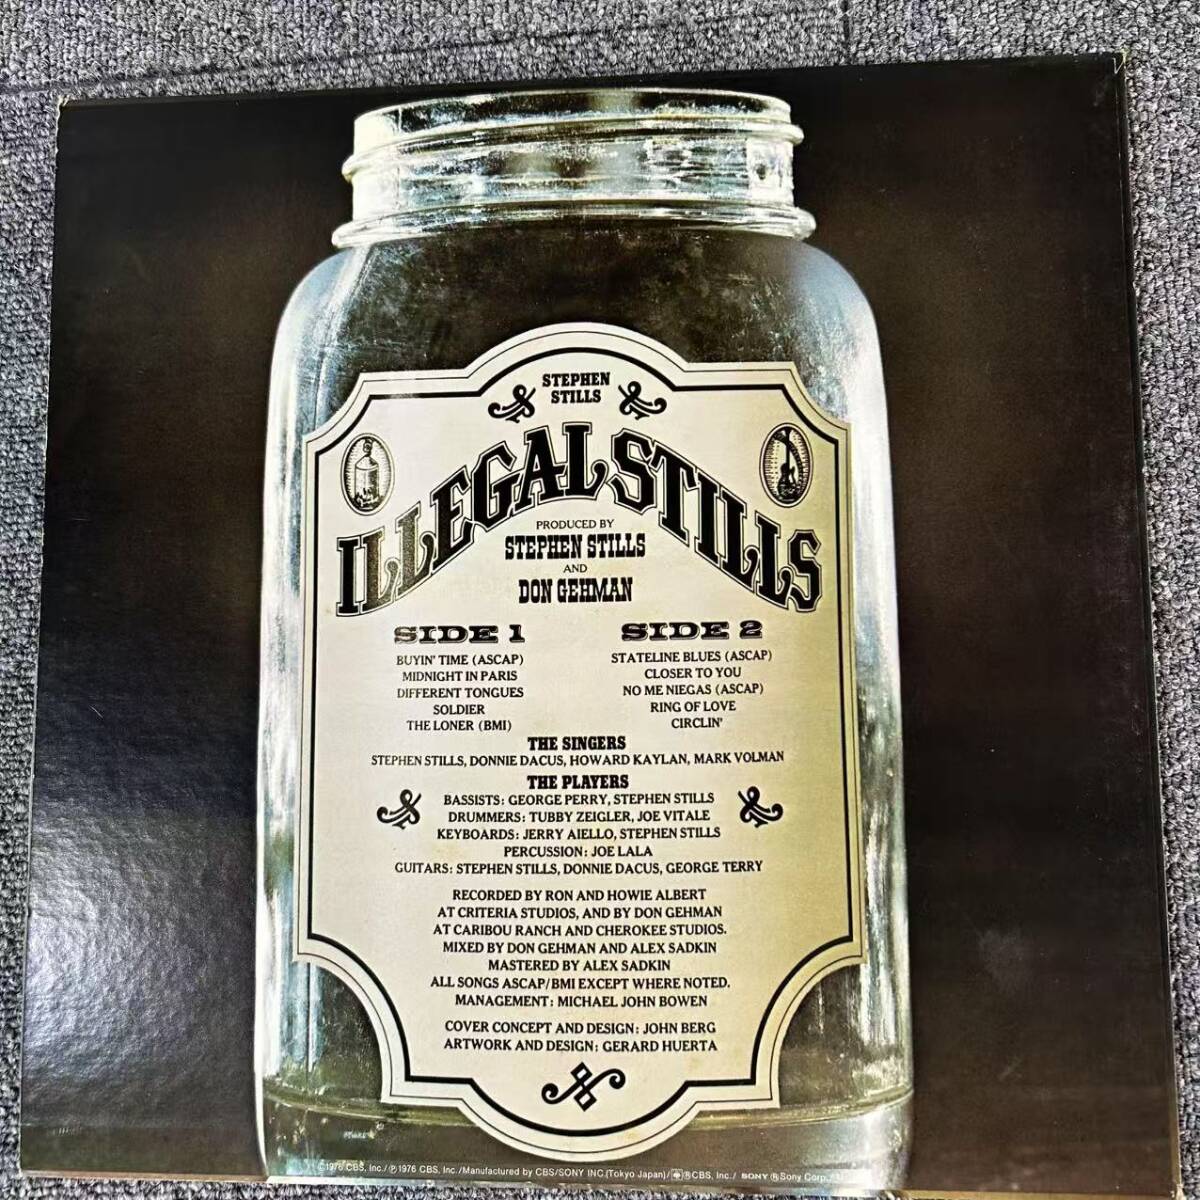 STEPHEN
STILLS
ILLEGAL STILLS
PRODUCED BY
STEPHEN STILLS
AND
DON GEHMAN
SIDE 1
BUYIN' TIME (ASCAP)
MIDNIGHT IN PARIS
DIFFERENT TONGUES
SOLDIER
THE LONER (BMI)
SIDE 2
STATELINE BLUES (ASCAP)
CLOSER TO YOU
NO ME NIEGAS (ASCAP)
RING OF LOVE
CIRCLIN'
THE SINGERS
STEPHEN STILLS, DONNIE DACUS, HOWARD KAYLAN, MARK VOLMAN
THE PLAYERS
BASSISTS: GEORGE PERRY, STEPHEN STILLS
DRUMMERS: TUBBY ZEIGLER, JOE VITALE
KEYBOARDS: JERRY AIELLO, STEPHEN STILLS
PERCUSSION: JOE LALA
GUITARS: STEPHEN STILLS, DONNIE DACUS, GEORGE TERRY
RECORDED BY RON AND HOWIE ALBERT
AT CRITERIA STUDIOS, AND BY DON GEHMAN
AT CARIBOU RANCH AND CHEROKEE STUDIOS.
MIXED BY DON GEHMAN AND ALEX SADKIN
MASTERED BY ALEX SADKIN
ALL SONGS ASCAP/BMI EXCEPT WHERE NOTED.
MANAGEMENT: MICHAEL JOHN BOWEN
COVER CONCEPT AND DESIGN: JOHN BERG
ARTWORK AND DESIGN: GERARD HUERTA
©1976 CBS, Inc./℗1976 CBS, Inc./Manufactured by CBS/SONY INC.(Tokyo Japan)/®CBS, Inc./ SONY ®Sony Corp.